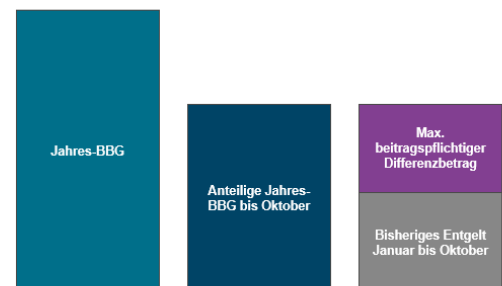 Jahres-BBG
Anteilige Jahres-
BBG bis Oktober
Max.
beitragspflichtiger
Differenzbetrag
Bisheriges Entgelt
Januar bis Oktober